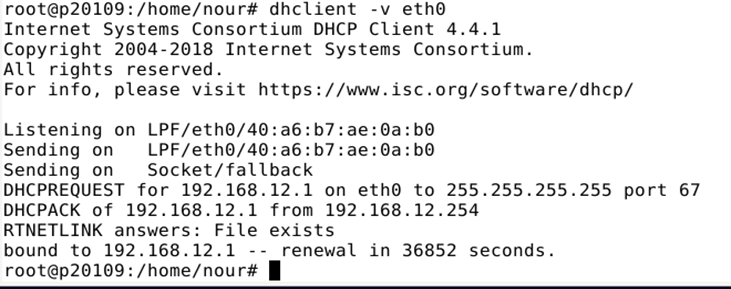 root@p20109:/home/nour# dhclient -v eth0
Internet Systems Consortium DHCP Client 4.4.1
Copyright 2004-2018 Internet Systems Consortium.
All rights reserved.
For info, please visit https://www.isc.org/software/dhcp/

Listening on LPF/eth0/40:a6:b7:ae:0a:b0
Sending on   LPF/eth0/40:a6:b7:ae:0a:b0
Sending on   Socket/fallback
DHCPREQUEST for 192.168.12.1 on eth0 to 255.255.255.255 port 67
DHCPACK of 192.168.12.1 from 192.168.12.254
RTNETLINK answers: File exists
bound to 192.168.12.1 -- renewal in 36852 seconds.
root@p20109:/home/nour#